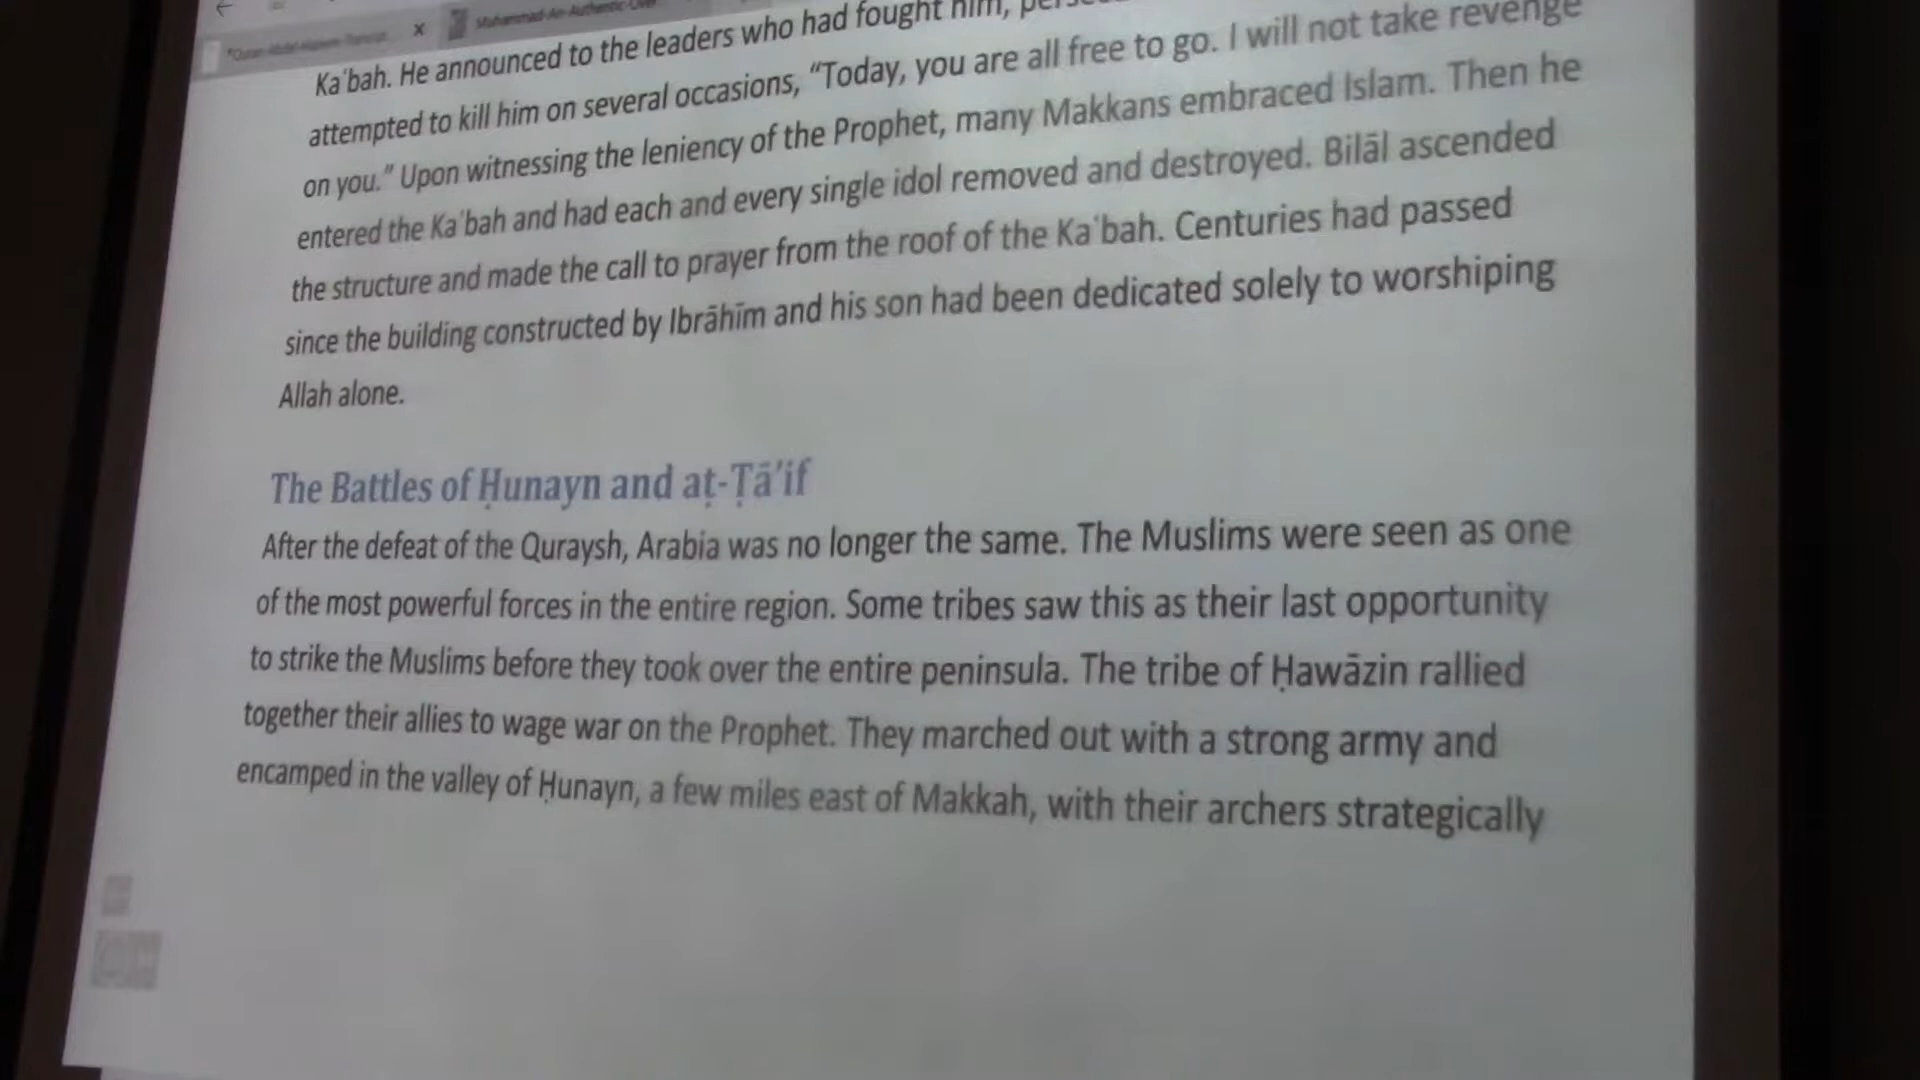 Muhammad-An-Authentic-Over
Kaʿbah. He announced to the leaders who had fought him,
attempted to kill him on several occasions, “Today, you are all free to go. I will not take revenge
on you.” Upon witnessing the leniency of the Prophet, many Makkans embraced Islam. Then he
entered the Kaʿbah and had each and every single idol removed and destroyed. Bilāl ascended
the structure and made the call to prayer from the roof of the Kaʿbah. Centuries had passed
since the building constructed by Ibrāhīm and his son had been dedicated solely to worshiping
Allah alone.
The Battles of Ḥunayn and aṭ-Ṭā’if
After the defeat of the Quraysh, Arabia was no longer the same. The Muslims were seen as one
of the most powerful forces in the entire region. Some tribes saw this as their last opportunity
to strike the Muslims before they took over the entire peninsula. The tribe of Ḥawāzin rallied
together their allies to wage war on the Prophet. They marched out with a strong army and
encamped in the valley of Ḥunayn, a few miles east of Makkah, with their archers strategically